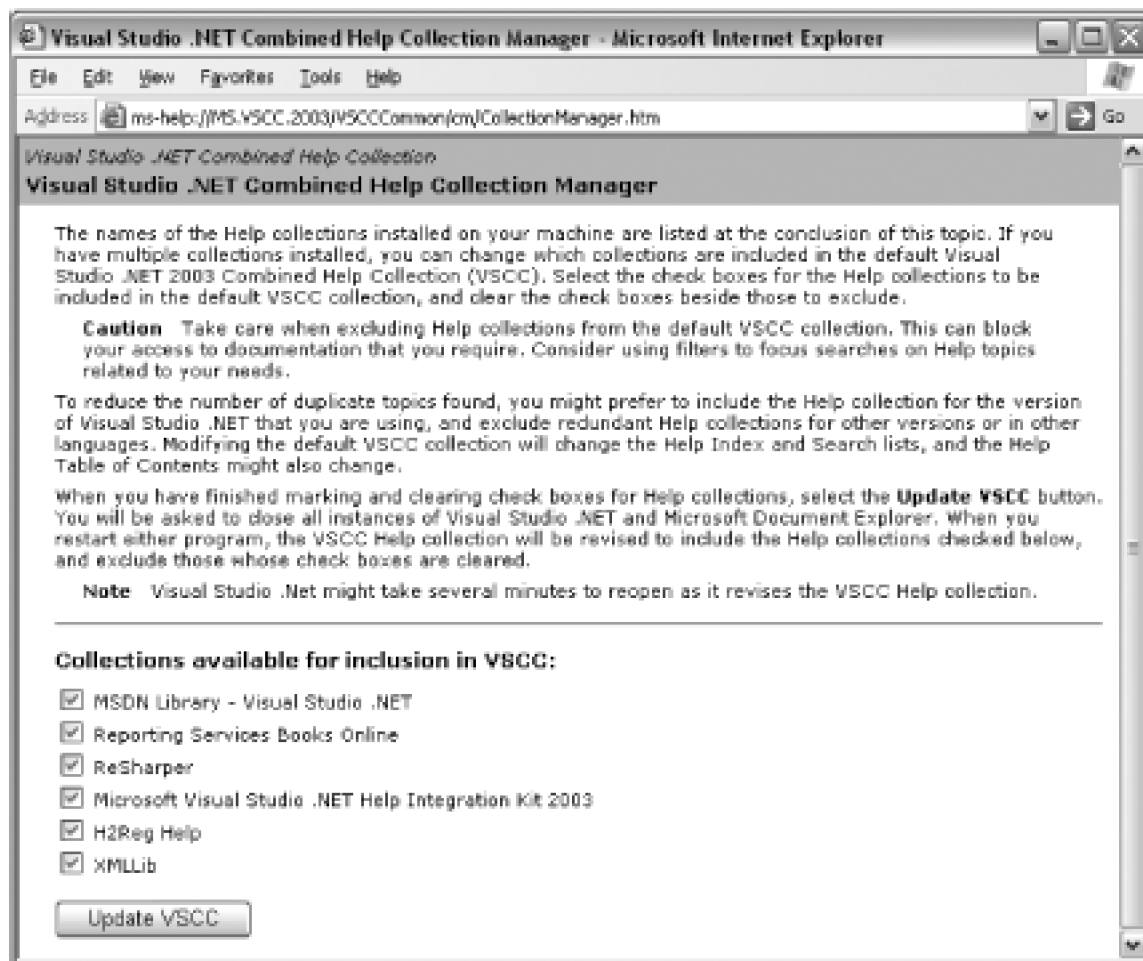 Visual Studio .NET Combined Help Collection Manager - Microsoft Internet Explorer
File Edit View Favorites Tools Help
Address ms-help://MS.VSCC.2003/VSCCCommon/cm/CollectionManager.htm Go
Visual Studio .NET Combined Help Collection
Visual Studio .NET Combined Help Collection Manager
The names of the Help collections installed on your machine are listed at the conclusion of this topic. If you
have multiple collections installed, you can change which collections are included in the default Visual
Studio .NET 2003 Combined Help Collection (VSCC). Select the check boxes for the Help collections to be
included in the default VSCC collection, and clear the check boxes beside those to exclude.
Caution Take care when excluding Help collections from the default VSCC collection. This can block
your access to documentation that you require. Consider using filters to focus searches on Help topics
related to your needs.
To reduce the number of duplicate topics found, you might prefer to include the Help collection for the version
of Visual Studio .NET that you are using, and exclude redundant Help collections for other versions or in other
languages. Modifying the default VSCC collection will change the Help Index and Search lists, and the Help
Table of Contents might also change.
When you have finished marking and clearing check boxes for Help collections, select the Update VSCC button.
You will be asked to close all instances of Visual Studio .NET and Microsoft Document Explorer. When you
restart either program, the VSCC Help collection will be revised to include the Help collections checked below,
and exclude those whose check boxes are cleared.
Note Visual Studio .Net might take several minutes to reopen as it revises the VSCC Help collection.
Collections available for inclusion in VSCC:
MSDN Library - Visual Studio .NET
Reporting Services Books Online
ReSharper
Microsoft Visual Studio .NET Help Integration Kit 2003
H2Reg Help
XMLLib
Update VSCC